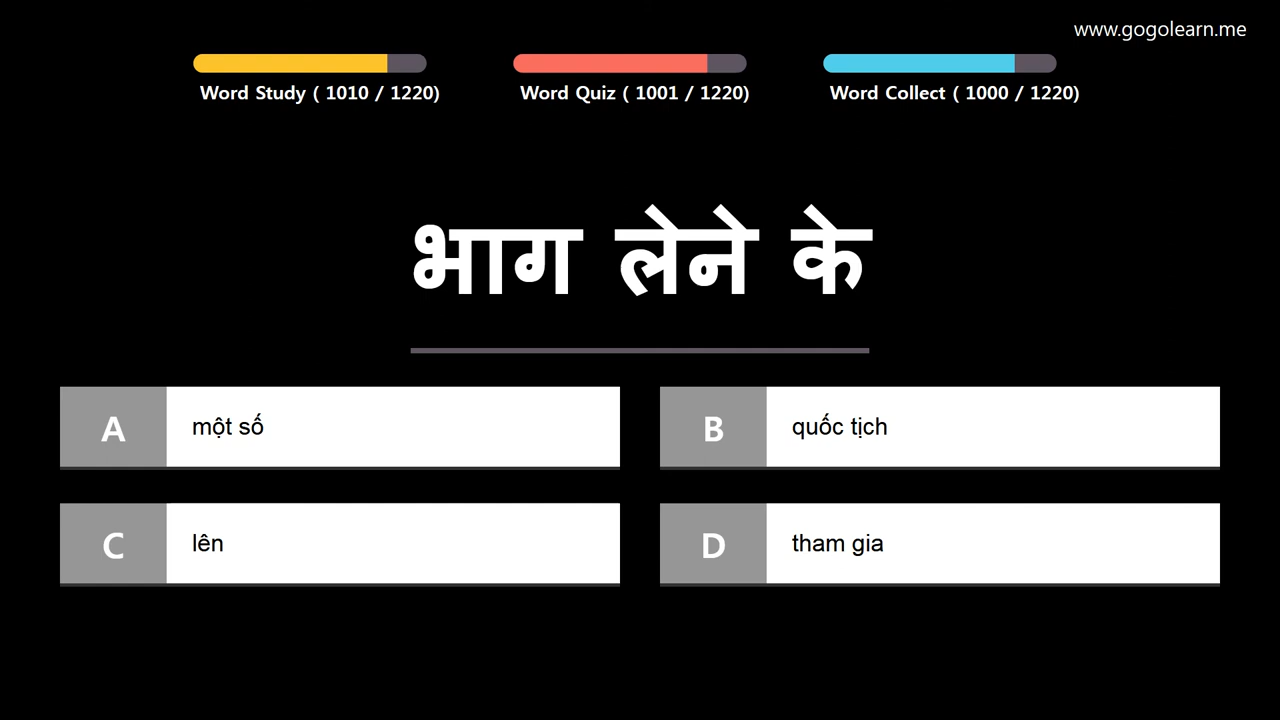 www.gogolearn.me
Word Study ( 1010 / 1220)
Word Quiz ( 1001 / 1220)
Word Collect ( 1000 / 1220)
भाग लेने के
A
một số
B
quốc tịch
C
lên
D
tham gia